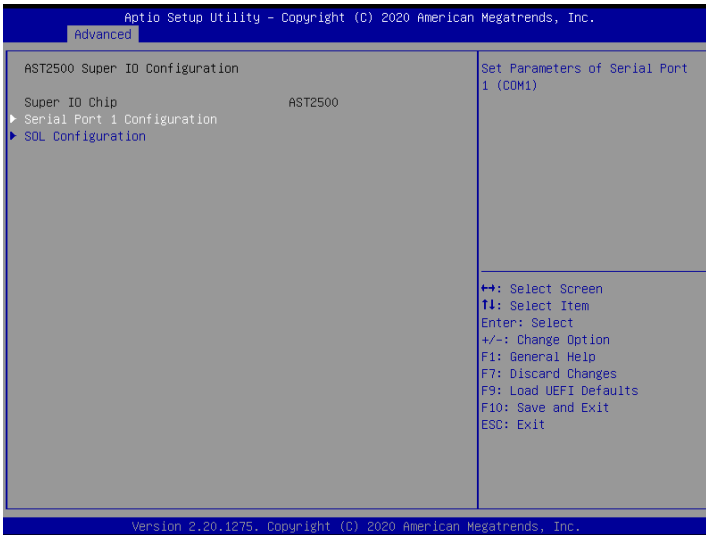 Aptio Setup Utility – Copyright (C) 2020 American Megatrends, Inc.
Advanced
AST2500 Super IO Configuration
Super IO Chip AST2500
▶ Serial Port 1 Configuration
▶ SOL Configuration
Set Parameters of Serial Port
1 (COM1)
↔: Select Screen
↑↓: Select Item
Enter: Select
+/-: Change Option
F1: General Help
F7: Discard Changes
F9: Load UEFI Defaults
F10: Save and Exit
ESC: Exit
Version 2.20.1275. Copyright (C) 2020 American Megatrends, Inc.